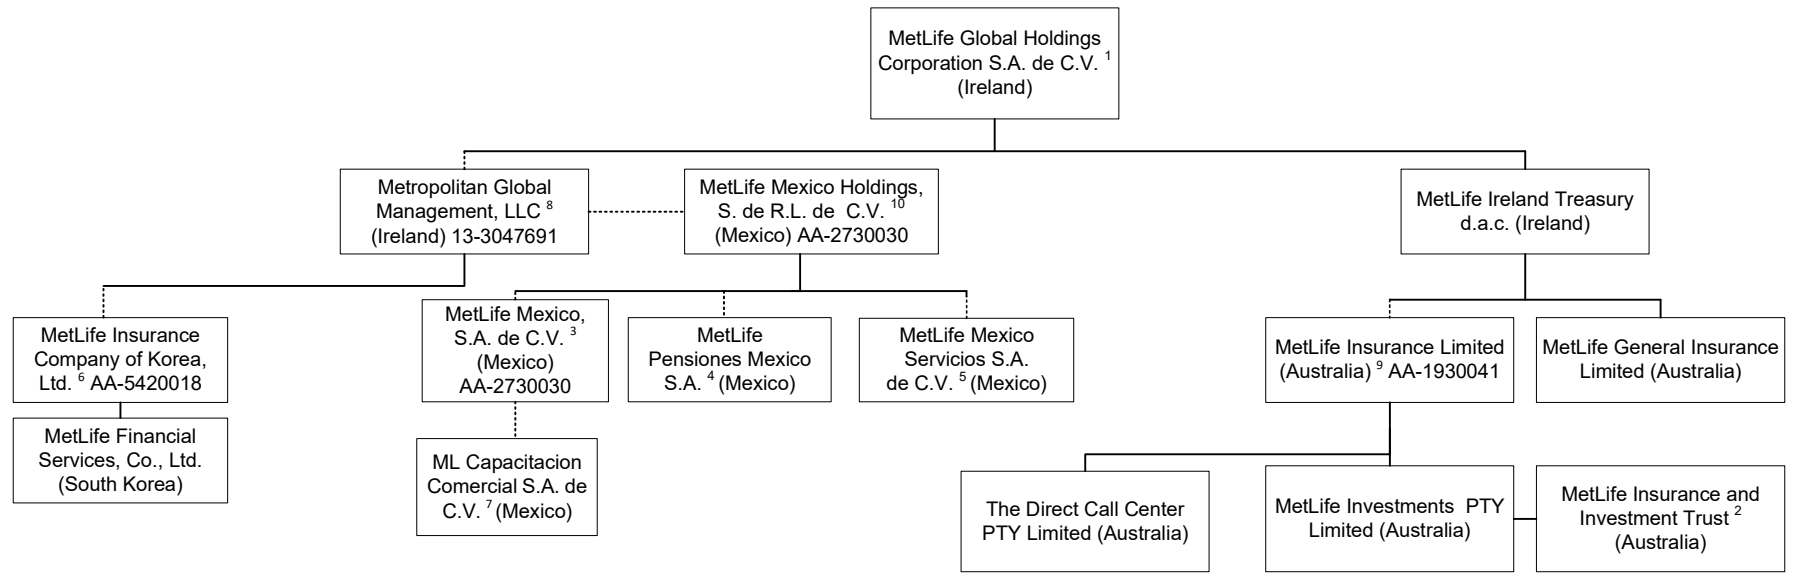 MetLife Global Holdings
Corporation S.A. de C.V. 1
(Ireland)
Metropolitan Global
Management, LLC 8
(Ireland) 13-3047691
MetLife Mexico Holdings,
S. de R.L. de C.V. 10
(Mexico) AA-2730030
MetLife Ireland Treasury
d.a.c. (Ireland)
MetLife Insurance
Company of Korea,
Ltd. 6 AA-5420018
MetLife Mexico,
S.A. de C.V. 3
(Mexico)
AA-2730030
MetLife
Pensiones Mexico
S.A. 4 (Mexico)
MetLife Mexico
Servicios S.A.
de C.V. 5 (Mexico)
MetLife Insurance Limited
(Australia) 9 AA-1930041
MetLife General Insurance
Limited (Australia)
MetLife Financial
Services, Co., Ltd.
(South Korea)
ML Capacitacion
Comercial S.A. de
C.V. 7 (Mexico)
The Direct Call Center
PTY Limited (Australia)
MetLife Investments PTY
Limited (Australia)
MetLife Insurance and
Investment Trust 2
(Australia)